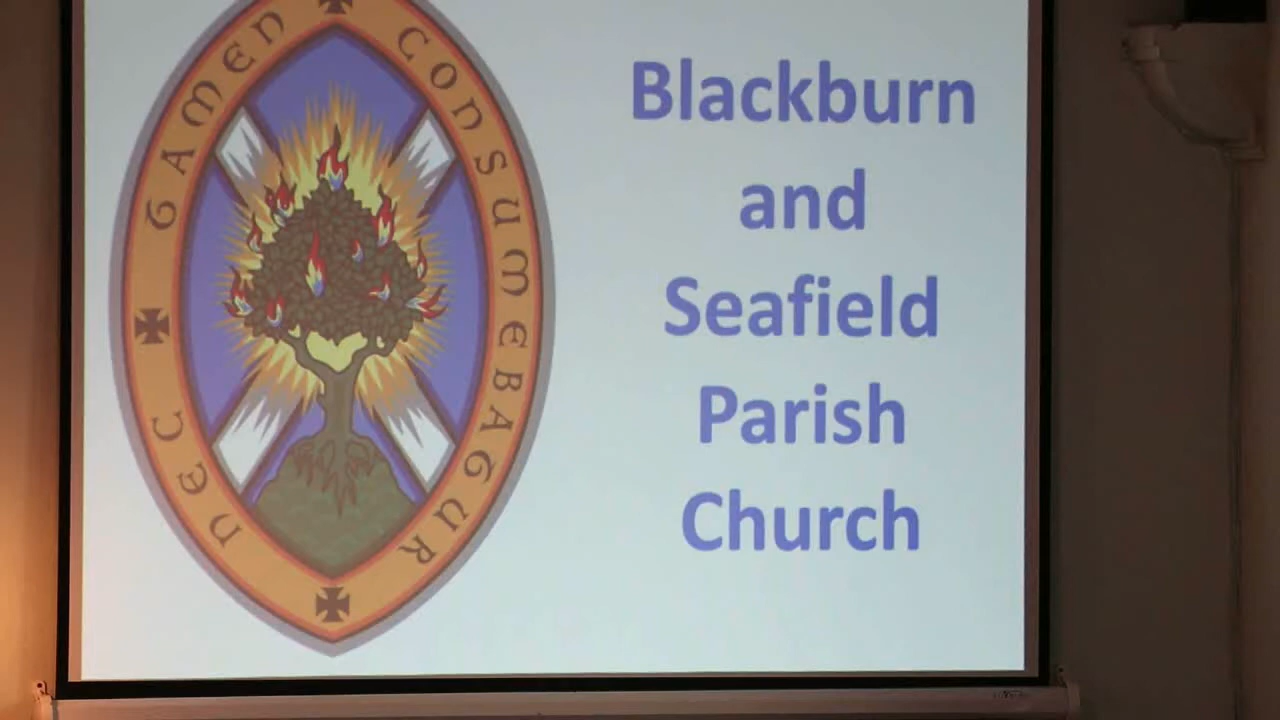 NEC TAMEN CONSUMEBATUR
Blackburn
and
Seafield
Parish
Church